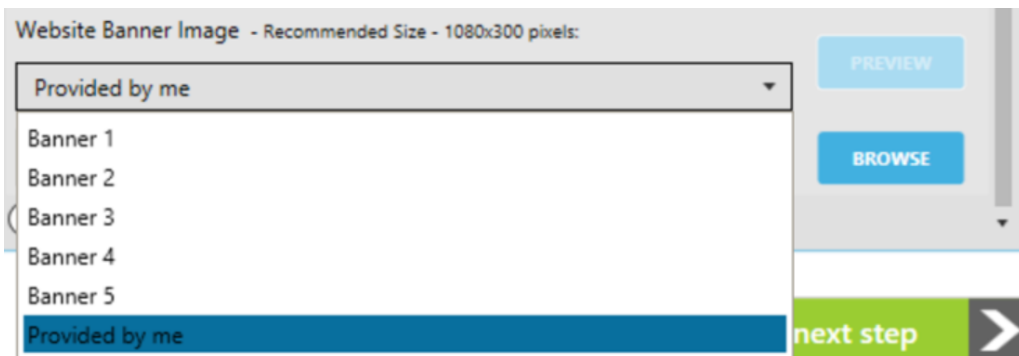 Website Banner Image - Recommended Size - 1080x300 pixels:
PREVIEW
Provided by me
Banner 1
Banner 2
BROWSE
Banner 3
Banner 4
Banner 5
Provided by me
next step